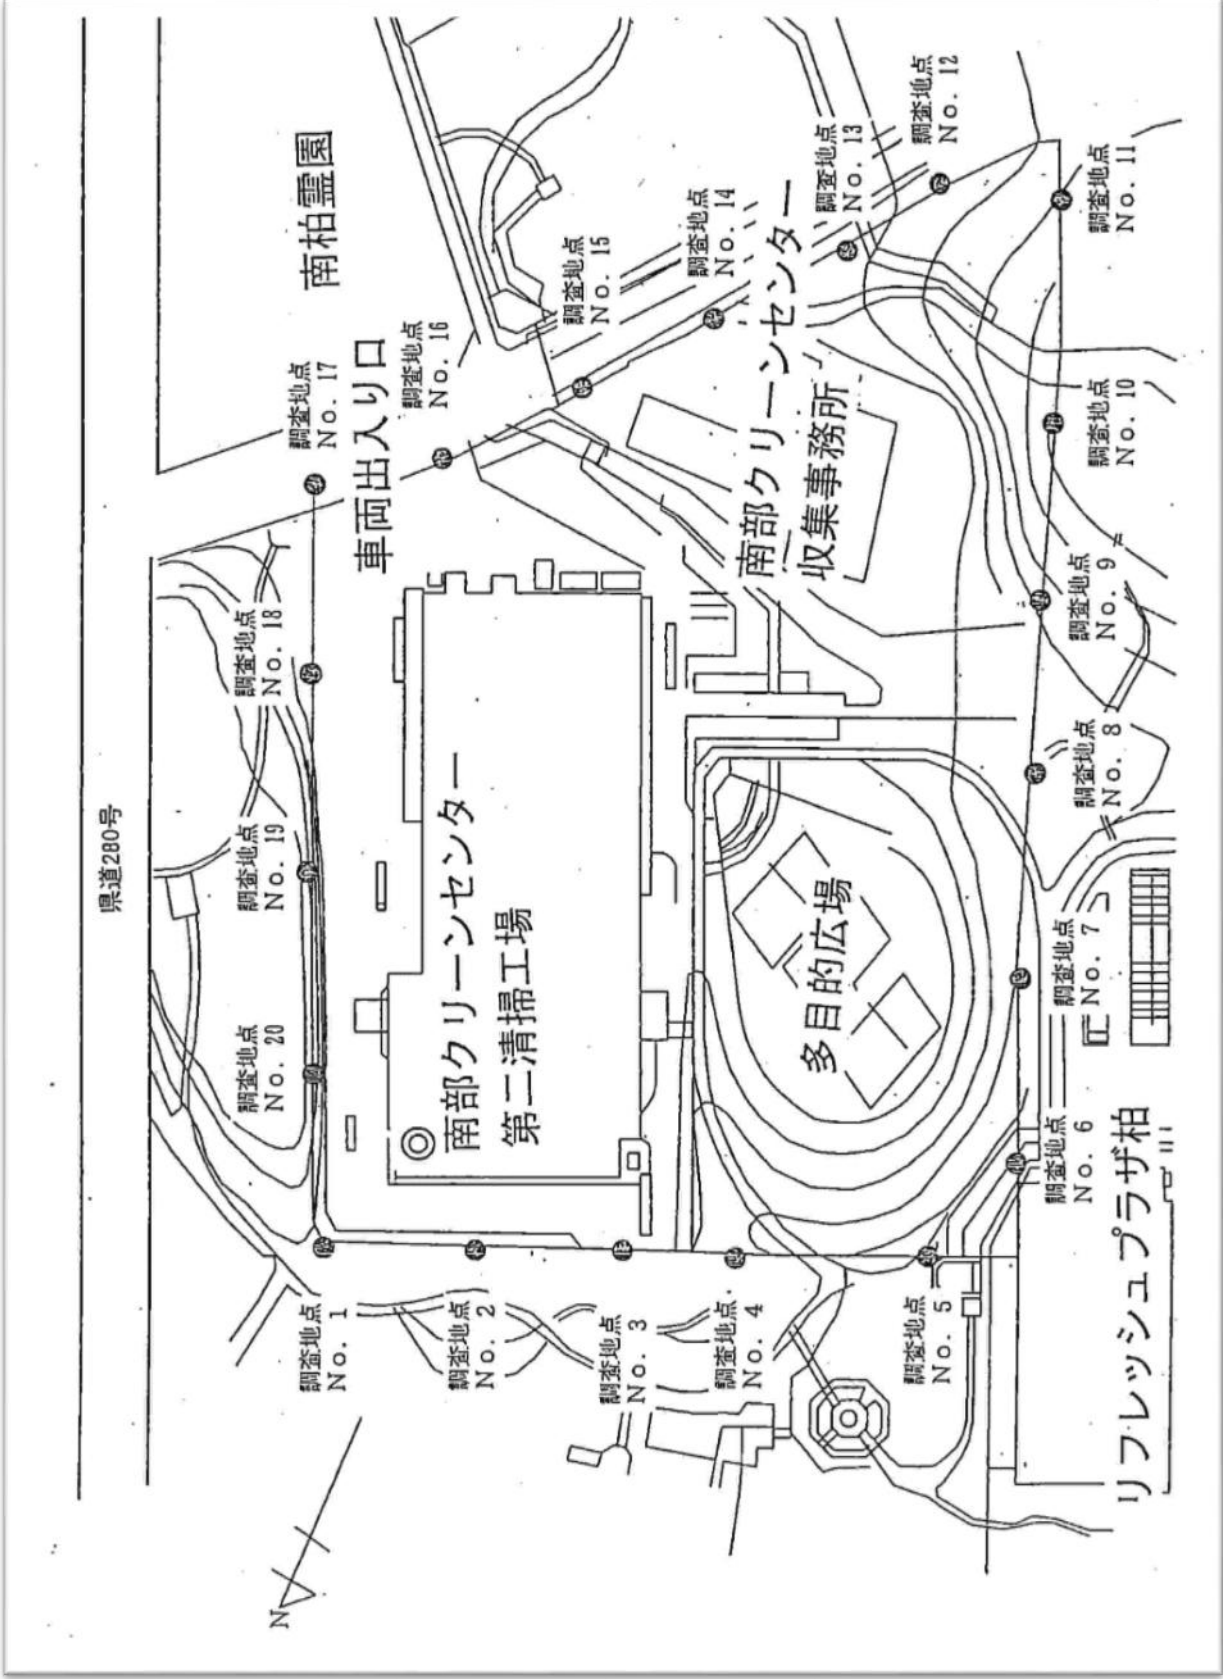 県道280号
南柏霊園
車両出入り口
調査地点
No. 17
調査地点
No. 16
調査地点
No. 15
調査地点
No. 14
調査地点
No. 13
調査地点
No. 12
調査地点
No. 11
調査地点
No. 10
調査地点
No. 9
調査地点
No. 8
調査地点
No. 7
調査地点
No. 6
調査地点
No. 5
調査地点
No. 4
調査地点
No. 3
調査地点
No. 2
調査地点
No. 1
調査地点
No. 20
調査地点
No. 19
調査地点
No. 18
南部クリーンセンター
第二清掃工場
南部クリーンセンター
収集事務所
多目的広場
リフレッシュプラザ柏
N